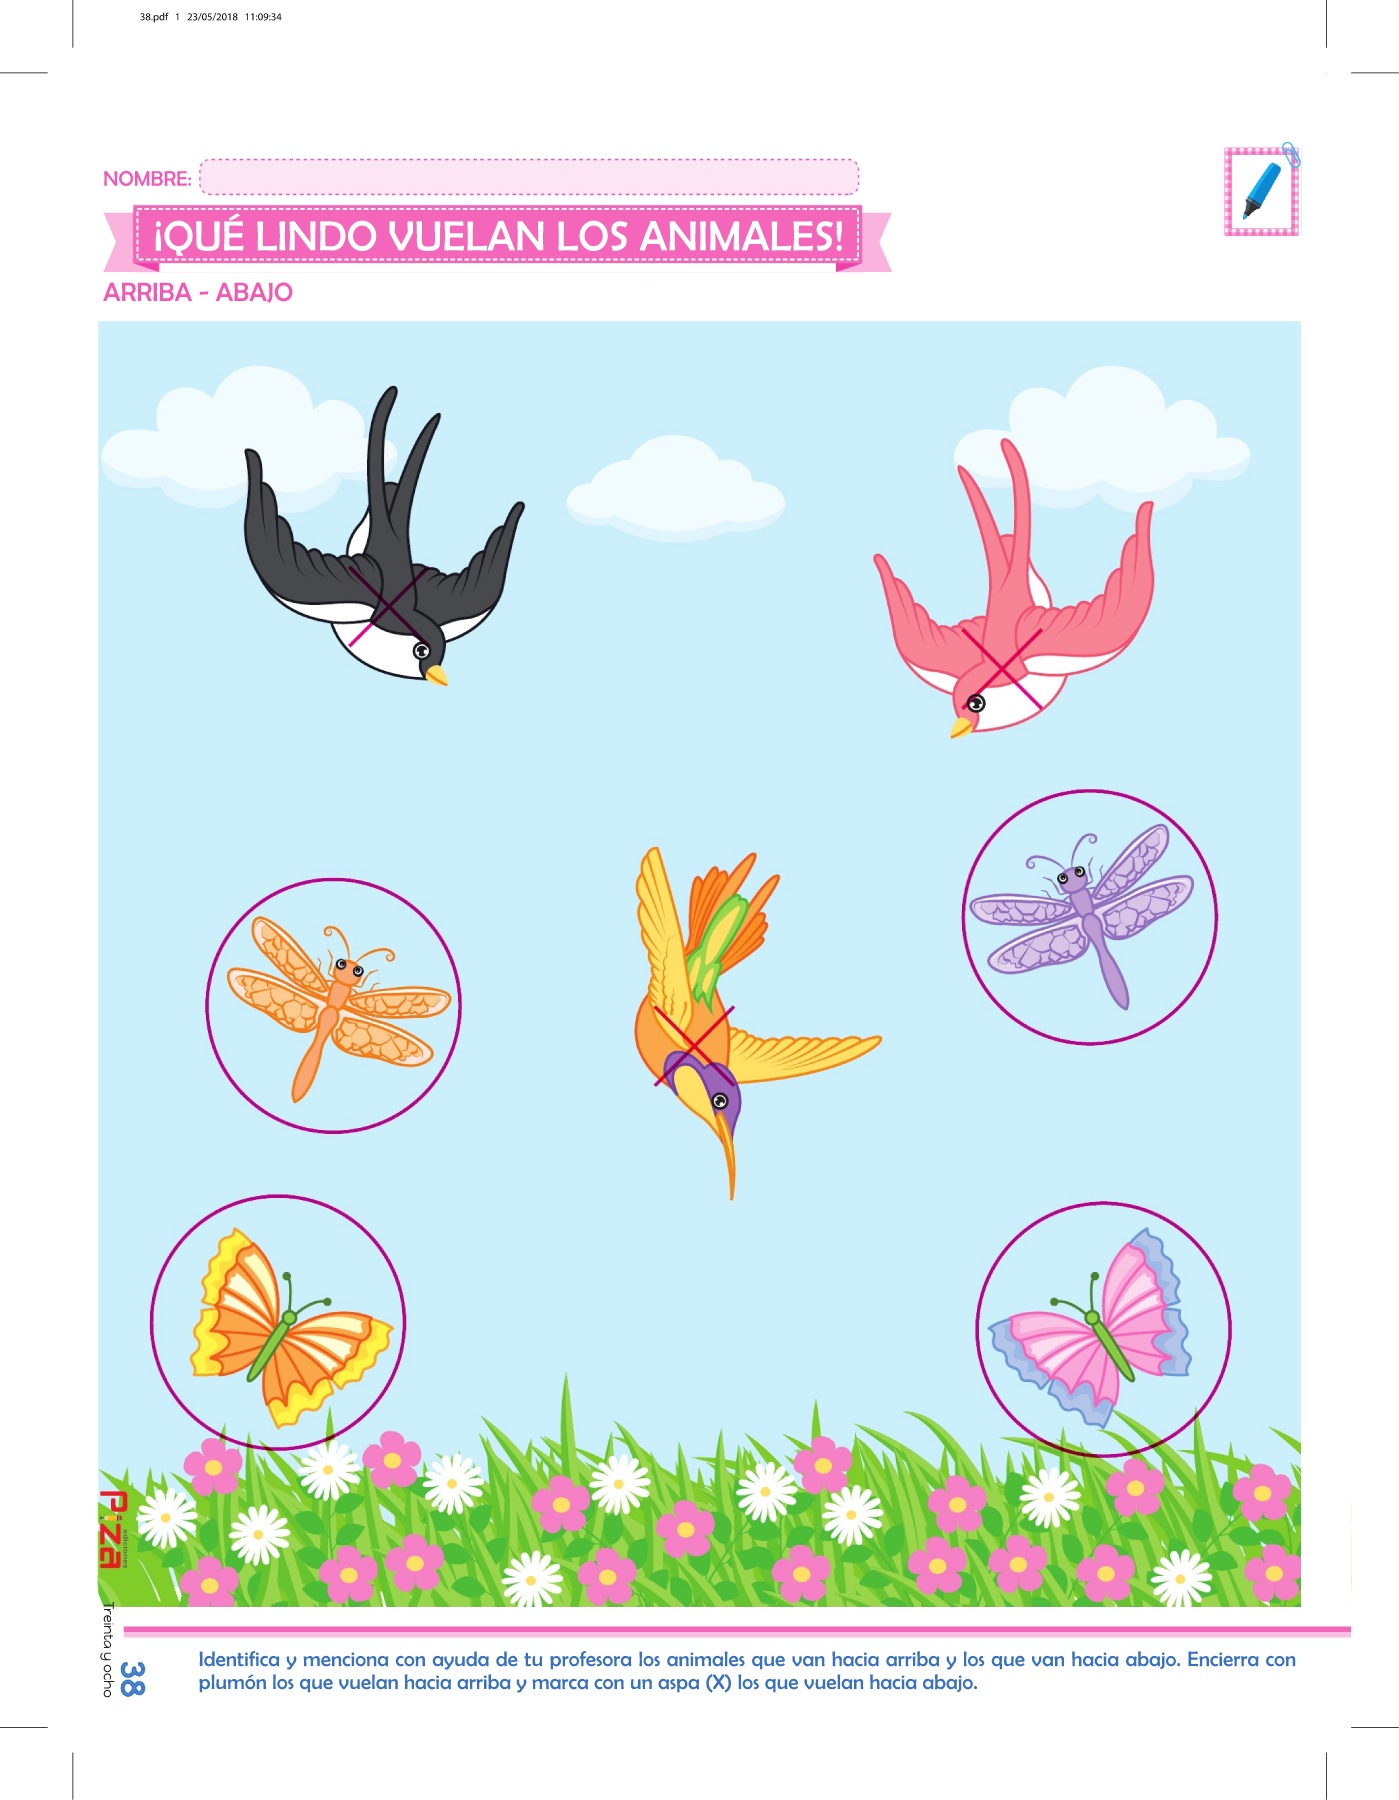 38.pdf 1 23/05/2018 11:09:34
NOMBRE:
¡QUÉ LINDO VUELAN LOS ANIMALES!
ARRIBA - ABAJO
Piza
ediciones
Treinta y ocho
38
Identifica y menciona con ayuda de tu profesora los animales que van hacia arriba y los que van hacia abajo. Encierra con
plumón los que vuelan hacia arriba y marca con un aspa (X) los que vuelan hacia abajo.